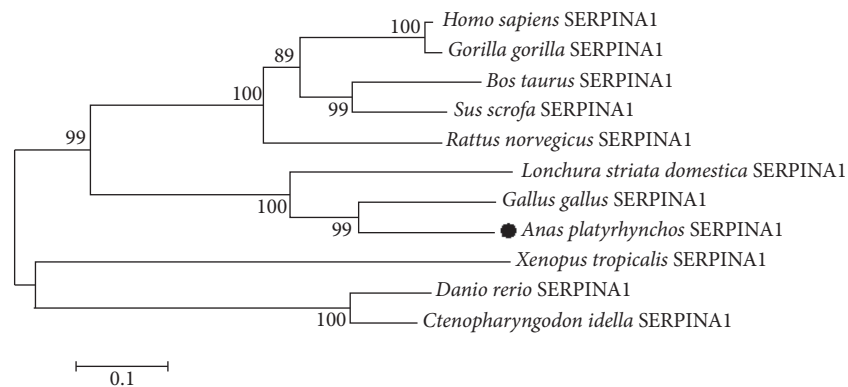 Homo sapiens SERPINA1
100
Gorilla gorilla SERPINA1
89
Bos taurus SERPINA1
100
99
Sus scrofa SERPINA1
99
Rattus norvegicus SERPINA1
Lonchura striata domestica SERPINA1
100
Gallus gallus SERPINA1
99
Anas platyrhynchos SERPINA1
Xenopus tropicalis SERPINA1
Danio rerio SERPINA1
100
Ctenopharyngodon idella SERPINA1
0.1